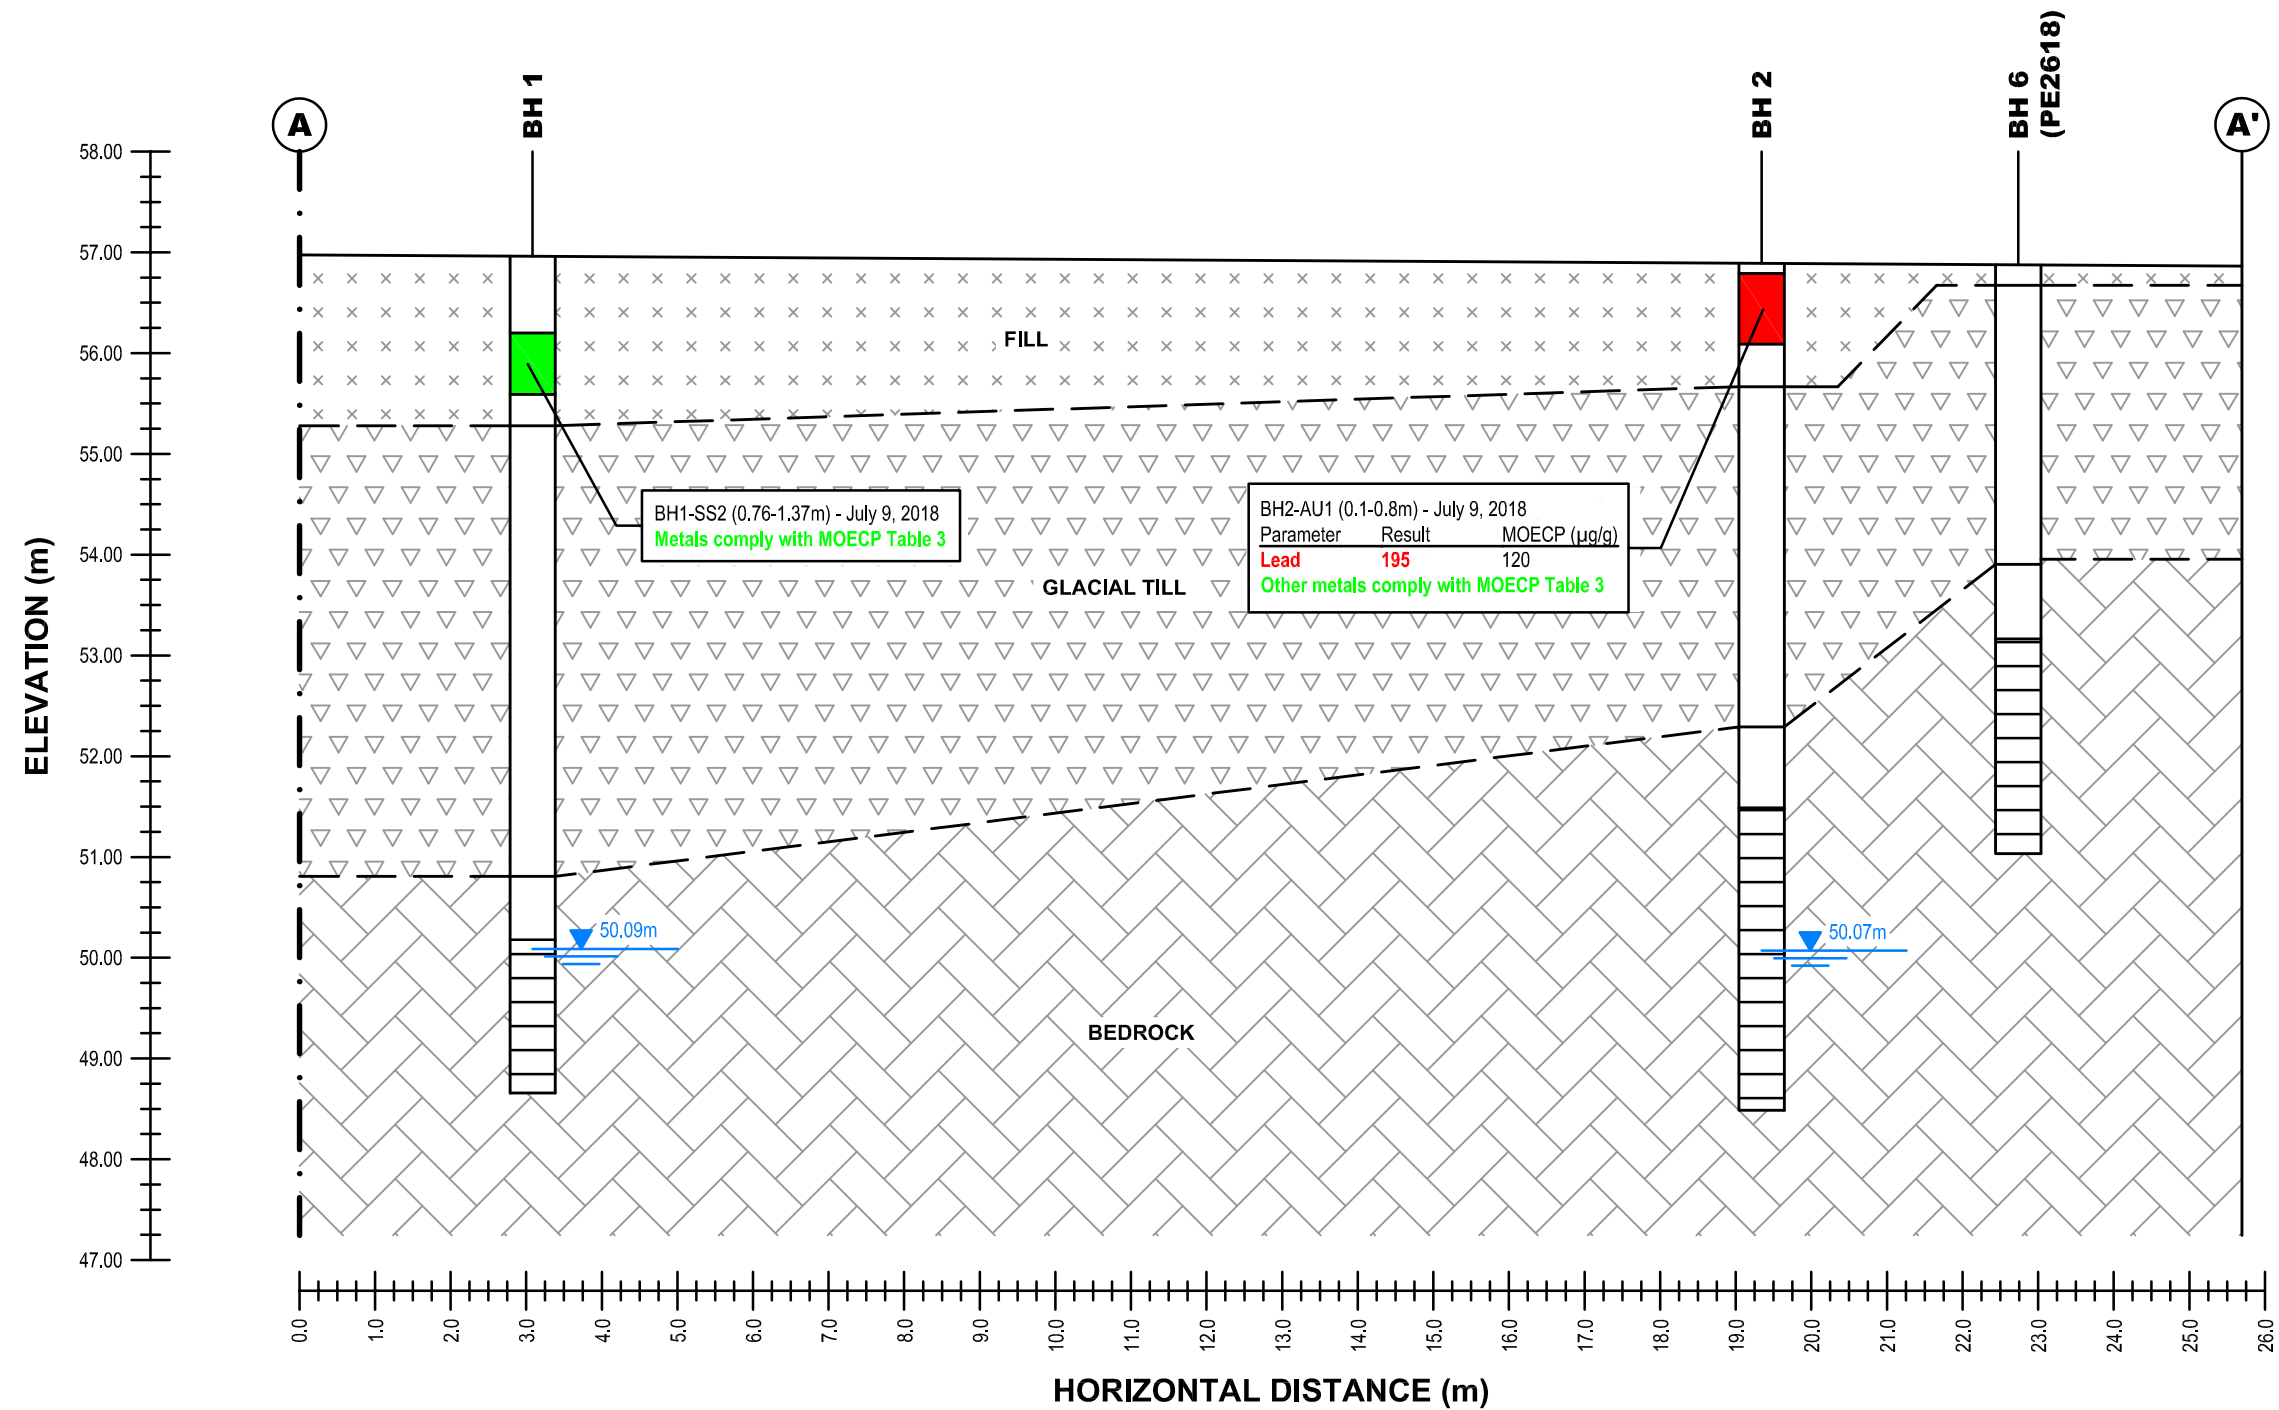 A
BH 1
BH 2
BH 6
(PE2618)
A'
58.00
57.00
56.00
55.00
54.00
53.00
52.00
51.00
50.00
49.00
48.00
47.00
ELEVATION (m)
FILL
BH1-SS2 (0.76-1.37m) - July 9, 2018
Metals comply with MOECP Table 3
BH2-AU1 (0.1-0.8m) - July 9, 2018
Parameter Result MOECP (µg/g)
Lead 195 120
Other metals comply with MOECP Table 3
GLACIAL TILL
50.09m
50.07m
BEDROCK
0.0 1.0 2.0 3.0 4.0 5.0 6.0 7.0 8.0 9.0 10.0 11.0 12.0 13.0 14.0 15.0 16.0 17.0 18.0 19.0 20.0 21.0 22.0 23.0 24.0 25.0 26.0
HORIZONTAL DISTANCE (m)